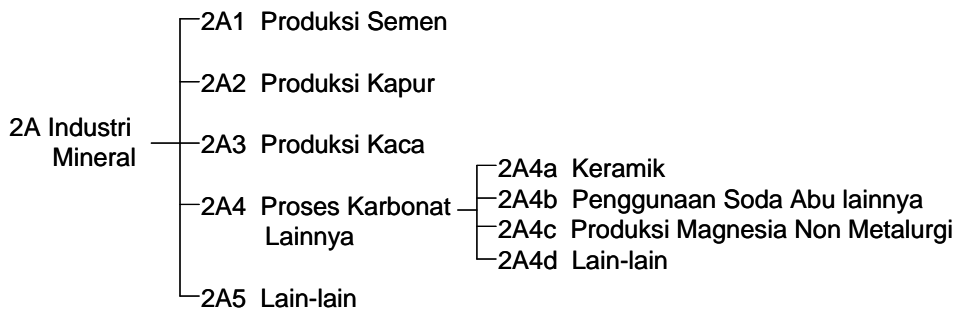 2A Industri
Mineral
2A1 Produksi Semen
2A2 Produksi Kapur
2A3 Produksi Kaca
2A4 Proses Karbonat
Lainnya
2A4a Keramik
2A4b Penggunaan Soda Abu lainnya
2A4c Produksi Magnesia Non Metalurgi
2A4d Lain-lain
2A5 Lain-lain